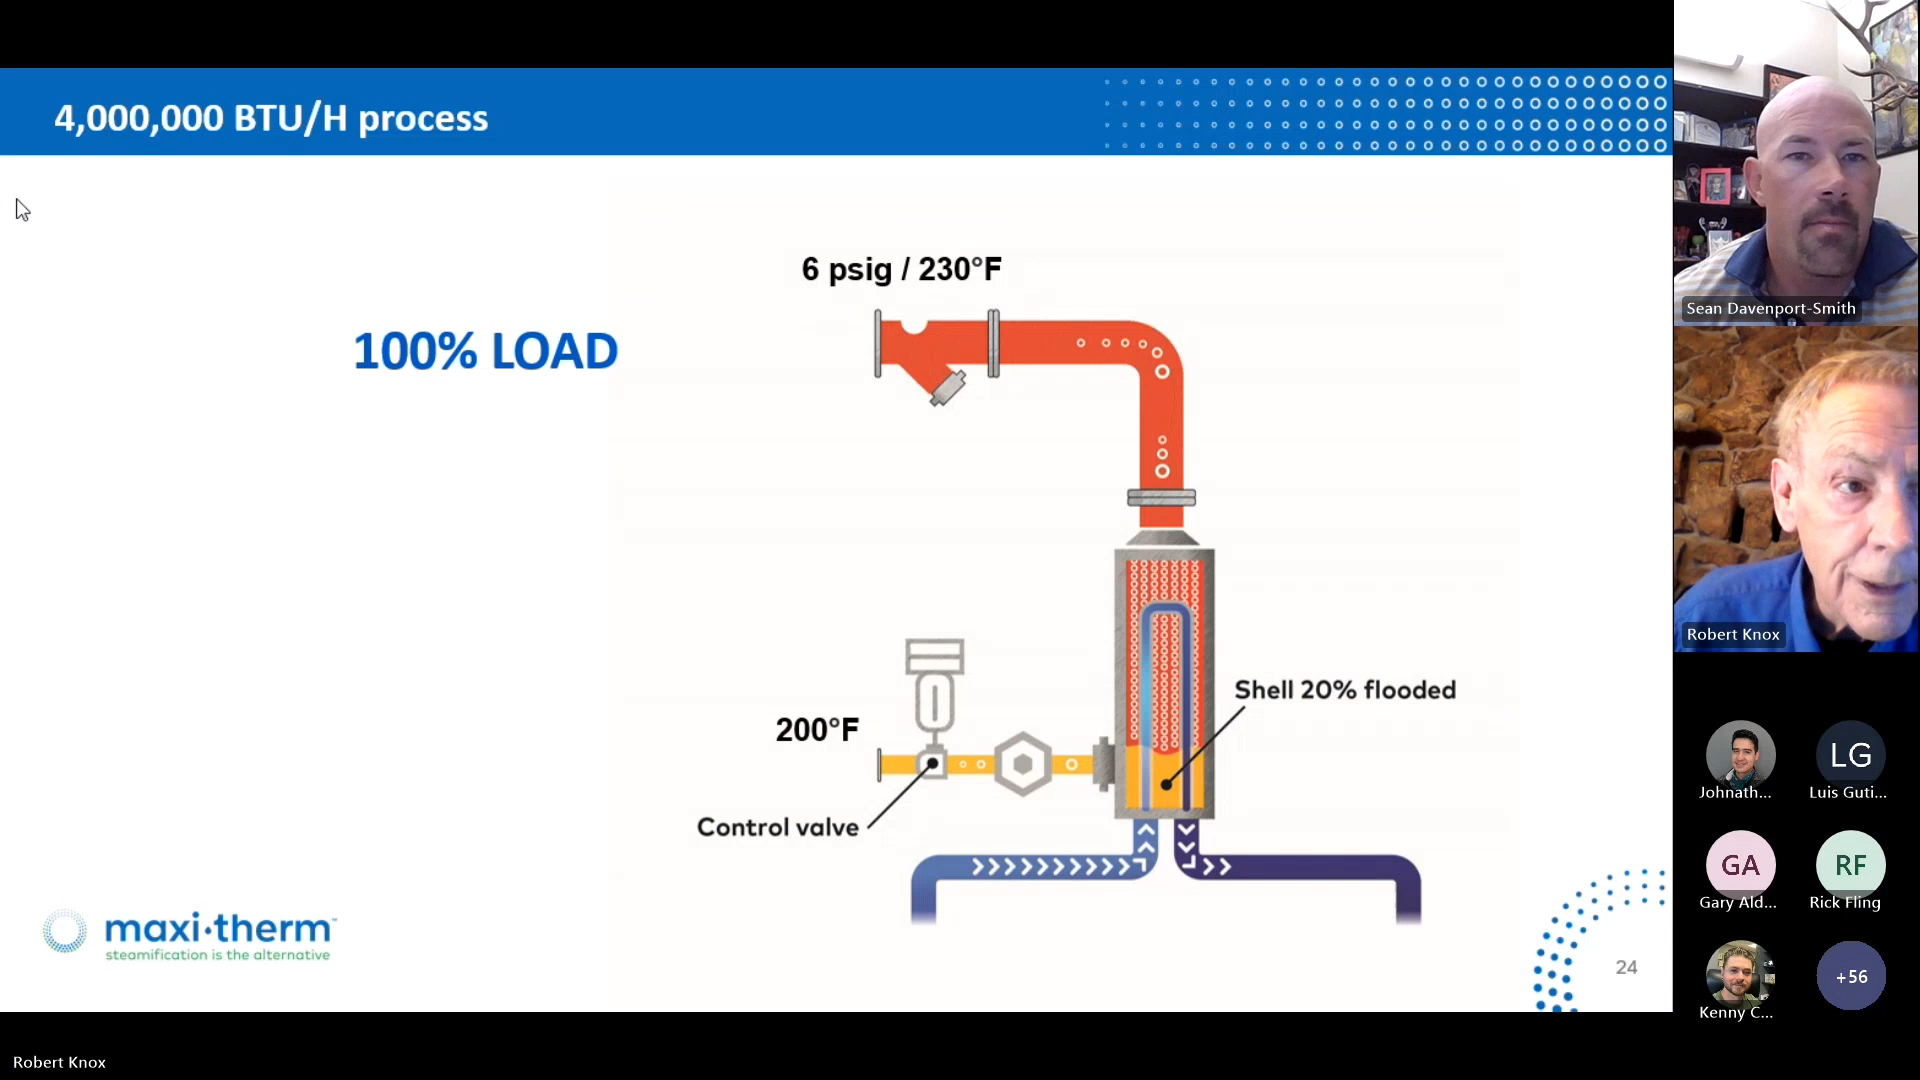 4,000,000 BTU/H process
6 psig / 230°F
100% LOAD
Shell 20% flooded
200°F
Control valve
maxi·therm™
steamification is the alternative
24
Sean Davenport-Smith
Robert Knox
Johnath...
LG
Luis Guti...
GA
Gary Ald...
RF
Rick Fling
Kenny C...
+56
Robert Knox